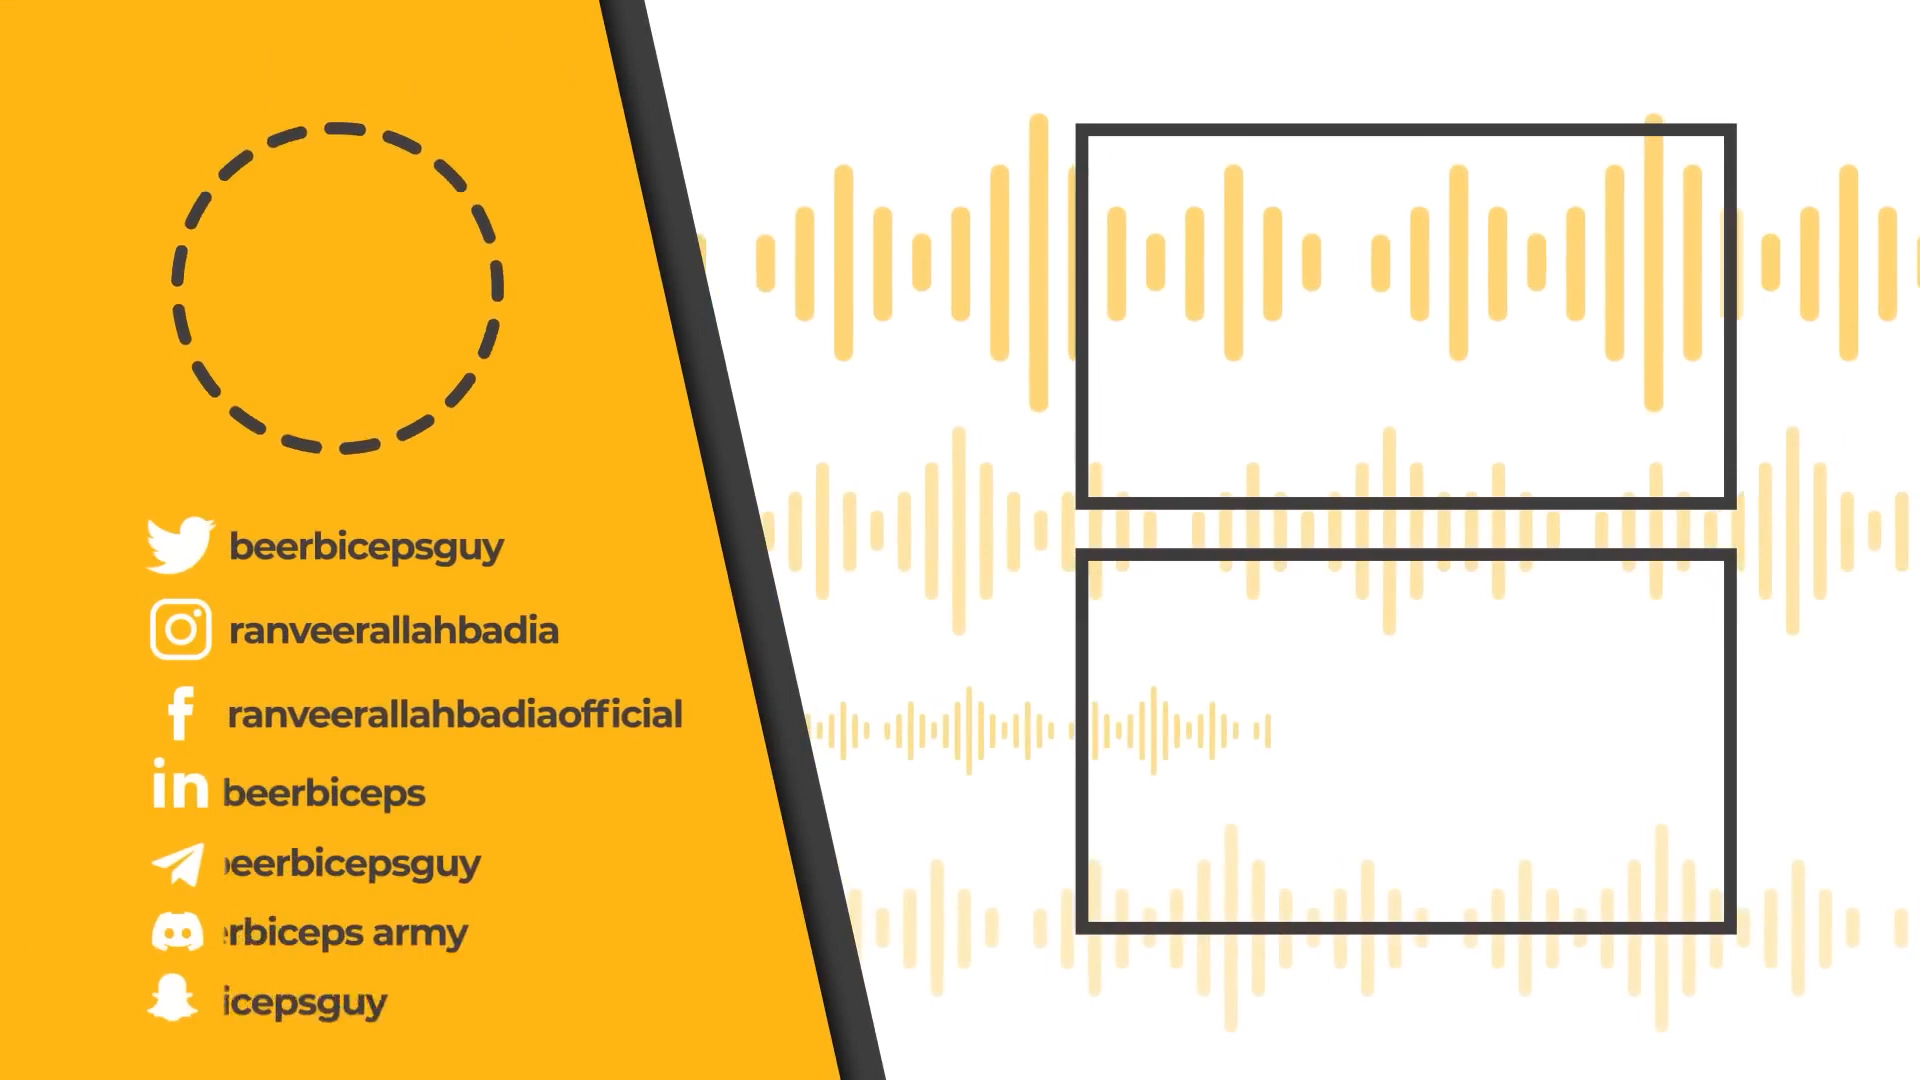 beerbicepsguy
ranveerallahbadia
ranveerallahbadiaofficial
beerbiceps
eerbicepsguy
rbiceps army
icepsguy